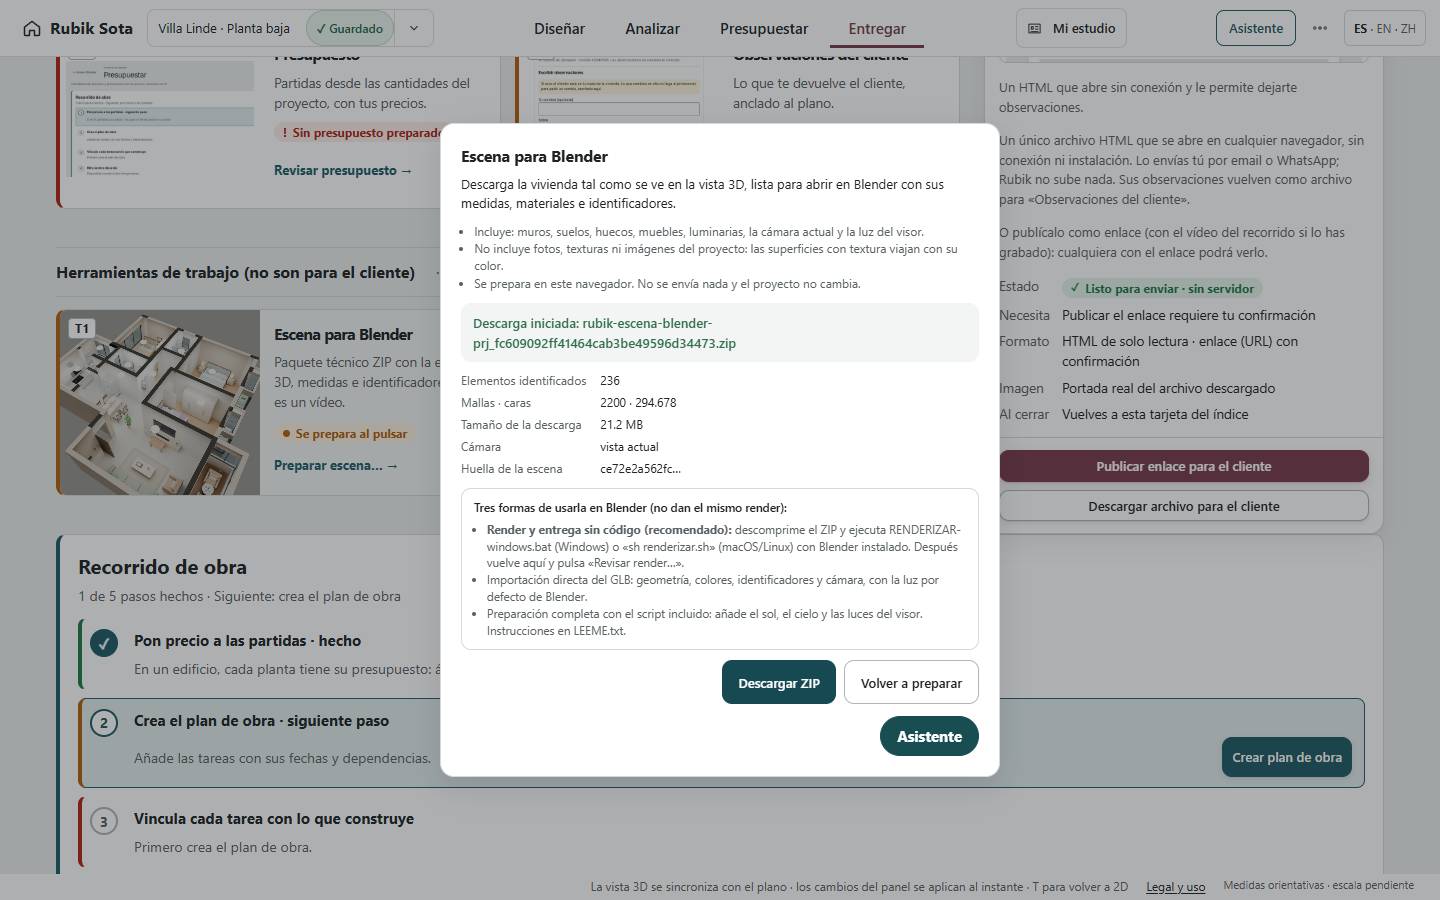 Rubik Sota
Villa Linde · Planta baja
✓ Guardado
Diseñar
Analizar
Presupuestar
Entregar
Mi estudio
Asistente
ES · EN · ZH
Presupuestar
Presupuesto
Partidas desde las cantidades del
proyecto, con tus precios.
! Sin presupuesto preparado
Revisar presupuesto →
Observaciones del cliente
Lo que te devuelve el cliente,
anclado al plano.
Un HTML que abre sin conexión y le permite dejarte
observaciones.
Un único archivo HTML que se abre en cualquier navegador, sin
conexión ni instalación. Lo envías tú por email o WhatsApp;
Rubik no sube nada. Sus observaciones vuelven como archivo
para «Observaciones del cliente».
O publícalo como enlace (con el vídeo del recorrido si lo has
grabado): cualquiera con el enlace podrá verlo.
Estado
✓ Listo para enviar · sin servidor
Necesita
Publicar el enlace requiere tu confirmación
Formato
HTML de solo lectura · enlace (URL) con
confirmación
Imagen
Portada real del archivo descargado
Al cerrar
Vuelves a esta tarjeta del índice
Publicar enlace para el cliente
Descargar archivo para el cliente
Herramientas de trabajo (no son para el cliente)
T1
Escena para Blender
Paquete técnico ZIP con la e
3D, medidas e identificadore
es un vídeo.
Se prepara al pulsar
Preparar escena... →
Recorrido de obra
1 de 5 pasos hechos · Siguiente: crea el plan de obra
✓
Pon precio a las partidas · hecho
En un edificio, cada planta tiene su presupuesto: á
2
Crea el plan de obra · siguiente paso
Añade las tareas con sus fechas y dependencias.
Crear plan de obra
3
Vincula cada tarea con lo que construye
Primero crea el plan de obra.
Escena para Blender
Descarga la vivienda tal como se ve en la vista 3D, lista para abrir en Blender con sus
medidas, materiales e identificadores.
• Incluye: muros, suelos, huecos, muebles, luminarias, la cámara actual y la luz del visor.
• No incluye fotos, texturas ni imágenes del proyecto: las superficies con textura viajan con su
color.
• Se prepara en este navegador. No se envía nada y el proyecto no cambia.
Descarga iniciada: rubik-escena-blender-
prj_fc609092ff41464cab3be49596d34473.zip
Elementos identificados
236
Mallas · caras
2200 · 294.678
Tamaño de la descarga
21.2 MB
Cámara
vista actual
Huella de la escena
ce72e2a562fc...
Tres formas de usarla en Blender (no dan el mismo render):
• Render y entrega sin código (recomendado): descomprime el ZIP y ejecuta RENDERIZAR-
windows.bat (Windows) o «sh renderizar.sh» (macOS/Linux) con Blender instalado. Después
vuelve aquí y pulsa «Revisar render...».
• Importación directa del GLB: geometría, colores, identificadores y cámara, con la luz por
defecto de Blender.
• Preparación completa con el script incluido: añade el sol, el cielo y las luces del visor.
Instrucciones en LEEME.txt.
Descargar ZIP
Volver a preparar
Asistente
La vista 3D se sincroniza con el plano · los cambios del panel se aplican al instante · T para volver a 2D
Legal y uso
Medidas orientativas · escala pendiente